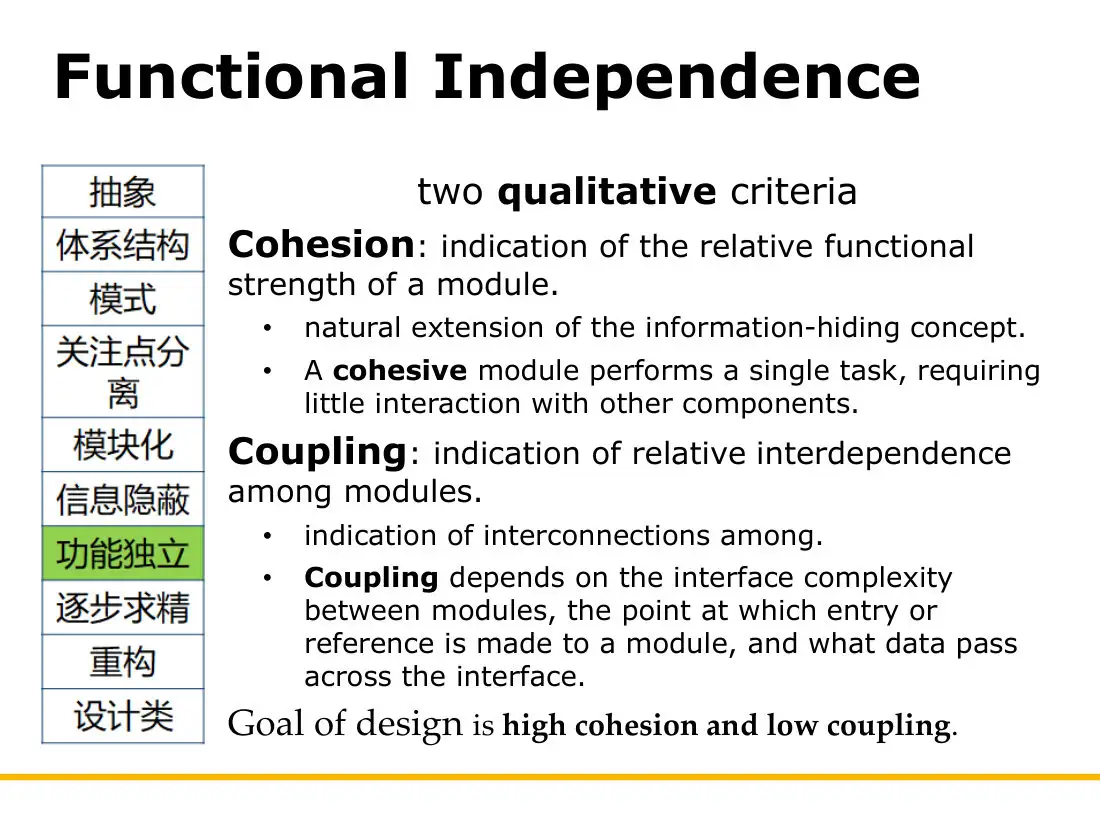 Functional Independence
抽象
体系结构
模式
关注点分
离
模块化
信息隐蔽
功能独立
逐步求精
重构
设计类
two qualitative criteria
Cohesion: indication of the relative functional
strength of a module.
• natural extension of the information-hiding concept.
• A cohesive module performs a single task, requiring
little interaction with other components.
Coupling: indication of relative interdependence
among modules.
• indication of interconnections among.
• Coupling depends on the interface complexity
between modules, the point at which entry or
reference is made to a module, and what data pass
across the interface.
Goal of design is high cohesion and low coupling.